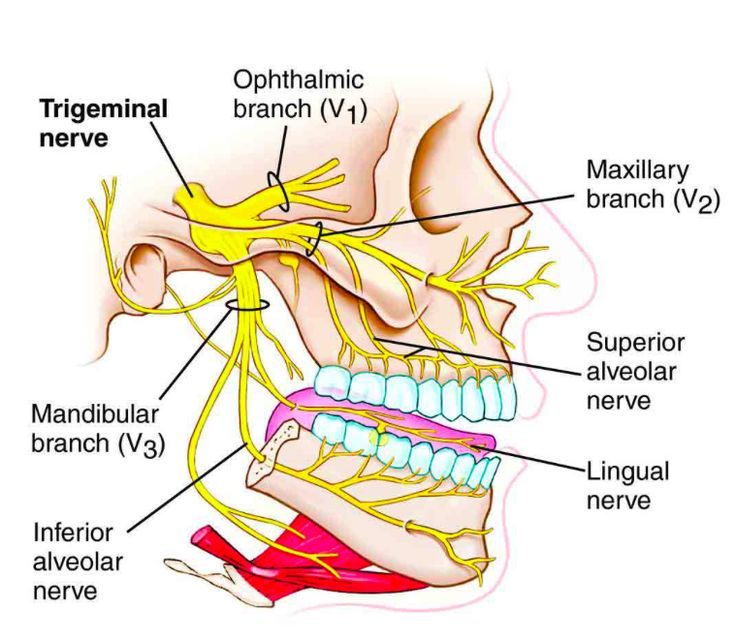 Ophthalmic
branch (V1)
Trigeminal
nerve
Maxillary
branch (V2)
Superior
alveolar
nerve
Mandibular
branch (V3)
Lingual
nerve
Inferior
alveolar
nerve